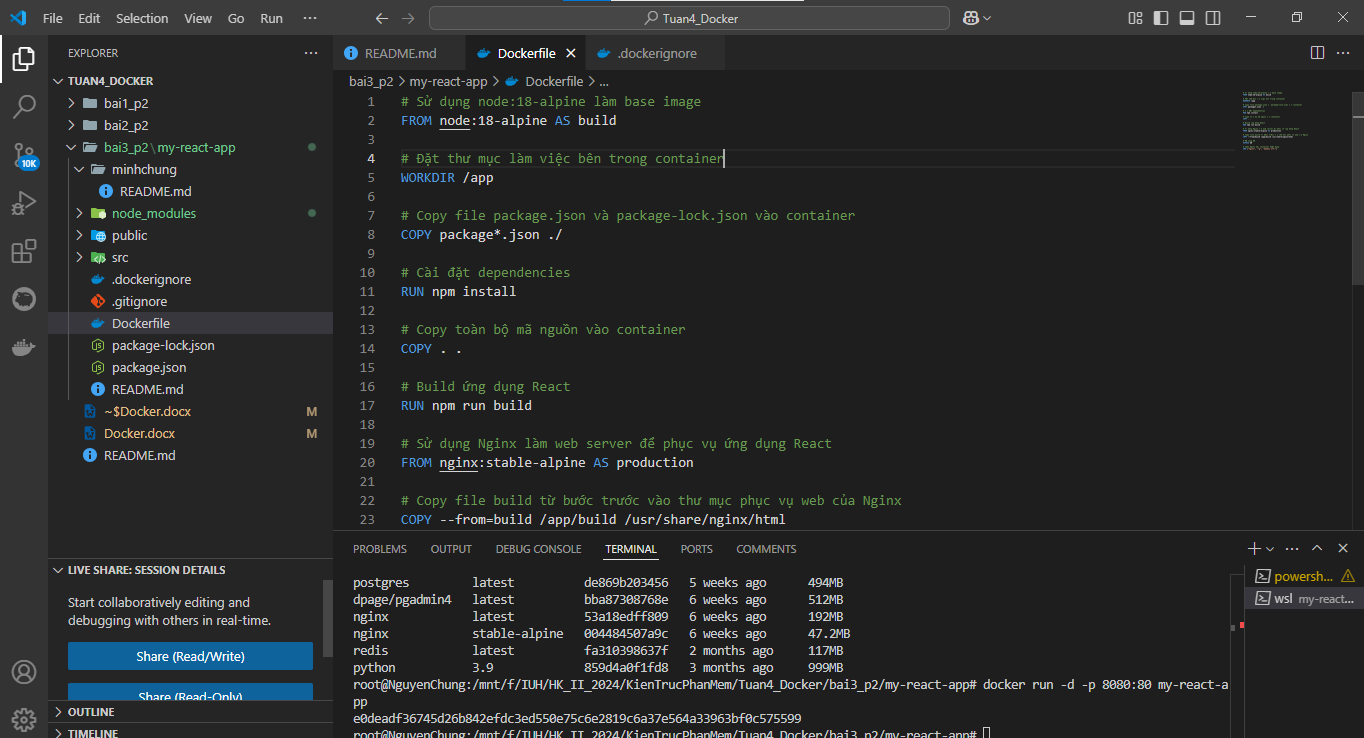 File Edit Selection View Go Run ··· Tuan4_Docker
EXPLORER ···
TUAN4_DOCKER
bai1_p2
bai2_p2
bai3_p2\my-react-app
minhchung
README.md
node_modules
public
src
.dockerignore
.gitignore
Dockerfile
package-lock.json
package.json
README.md
~$Docker.docx M
Docker.docx M
README.md
10K
LIVE SHARE: SESSION DETAILS
Start collaboratively editing and
debugging with others in real-time.
Share (Read/Write)
Share (Read-Only)
OUTLINE
TIMELINE
README.md Dockerfile .dockerignore
bai3_p2 > my-react-app > Dockerfile > ...
1 # Sử dụng node:18-alpine làm base image
2 FROM node:18-alpine AS build
3
4 # Đặt thư mục làm việc bên trong container
5 WORKDIR /app
6
7 # Copy file package.json và package-lock.json vào container
8 COPY package*.json ./
9
10 # Cài đặt dependencies
11 RUN npm install
12
13 # Copy toàn bộ mã nguồn vào container
14 COPY . .
15
16 # Build ứng dụng React
17 RUN npm run build
18
19 # Sử dụng Nginx làm web server để phục vụ ứng dụng React
20 FROM nginx:stable-alpine AS production
21
22 # Copy file build từ bước trước vào thư mục phục vụ web của Nginx
23 COPY --from=build /app/build /usr/share/nginx/html
PROBLEMS OUTPUT DEBUG CONSOLE TERMINAL PORTS COMMENTS
postgres latest de869b203456 5 weeks ago 494MB
dpage/pgadmin4 latest bba87308768e 6 weeks ago 512MB
nginx latest 53a18edff809 6 weeks ago 192MB
nginx stable-alpine 004484507a9c 6 weeks ago 47.2MB
redis latest fa310398637f 2 months ago 117MB
python 3.9 859d4a0f1fd8 3 months ago 999MB
root@NguyenChung:/mnt/f/IUH/HK_II_2024/KienTrucPhanMem/Tuan4_Docker/bai3_p2/my-react-app# docker run -d -p 8080:80 my-react-a
pp
e0deadf36745d26b842efdc3ed550e75c6e2819c6a37e564a33963bf0c575599
root@NguyenChung:/mnt/f/IUH/HK_II_2024/KienTrucPhanMem/Tuan4_Docker/bai3_p2/my-react-app#
powersh...
wsl my-react...